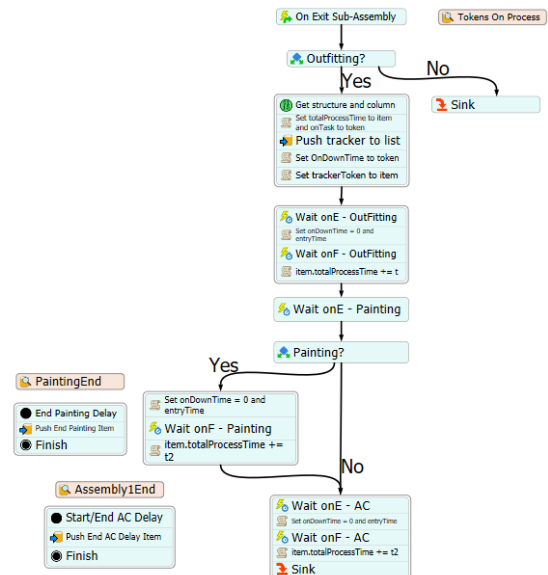 On Exit Sub-Assembly
Tokens On Process
Outfitting?
Yes
No
Sink
Get structure and column
Set totalProcessTime to item
and onTask to token
Push tracker to list
Set OnDownTime to token
Set trackerToken to item
Wait onE - OutFitting
Set onDownTime = 0 and
entryTime
Wait onF - OutFitting
item.totalProcessTime += t
Wait onE - Painting
Painting?
Yes
No
PaintingEnd
End Painting Delay
Push End Painting Item
Finish
Set onDownTime = 0 and
entryTime
Wait onF - Painting
item.totalProcessTime +=
t2
Assembly1End
Start/End AC Delay
Push End AC Delay Item
Finish
Wait onE - AC
Set onDownTime = 0 and entryTime
Wait onF - AC
item.totalProcessTime += t2
Sink